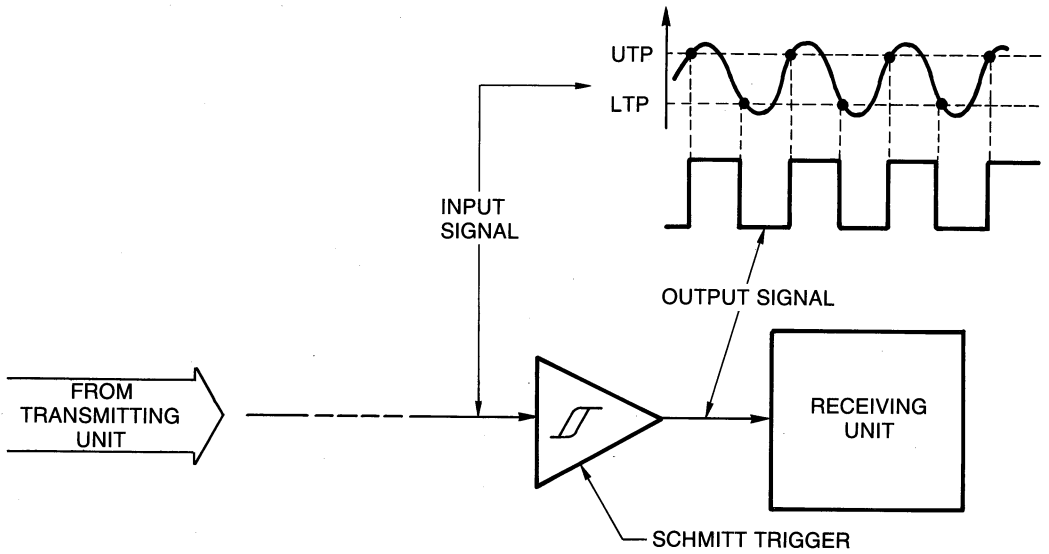 UTP
LTP
INPUT
SIGNAL
OUTPUT SIGNAL
FROM
TRANSMITTING
UNIT
RECEIVING
UNIT
SCHMITT TRIGGER